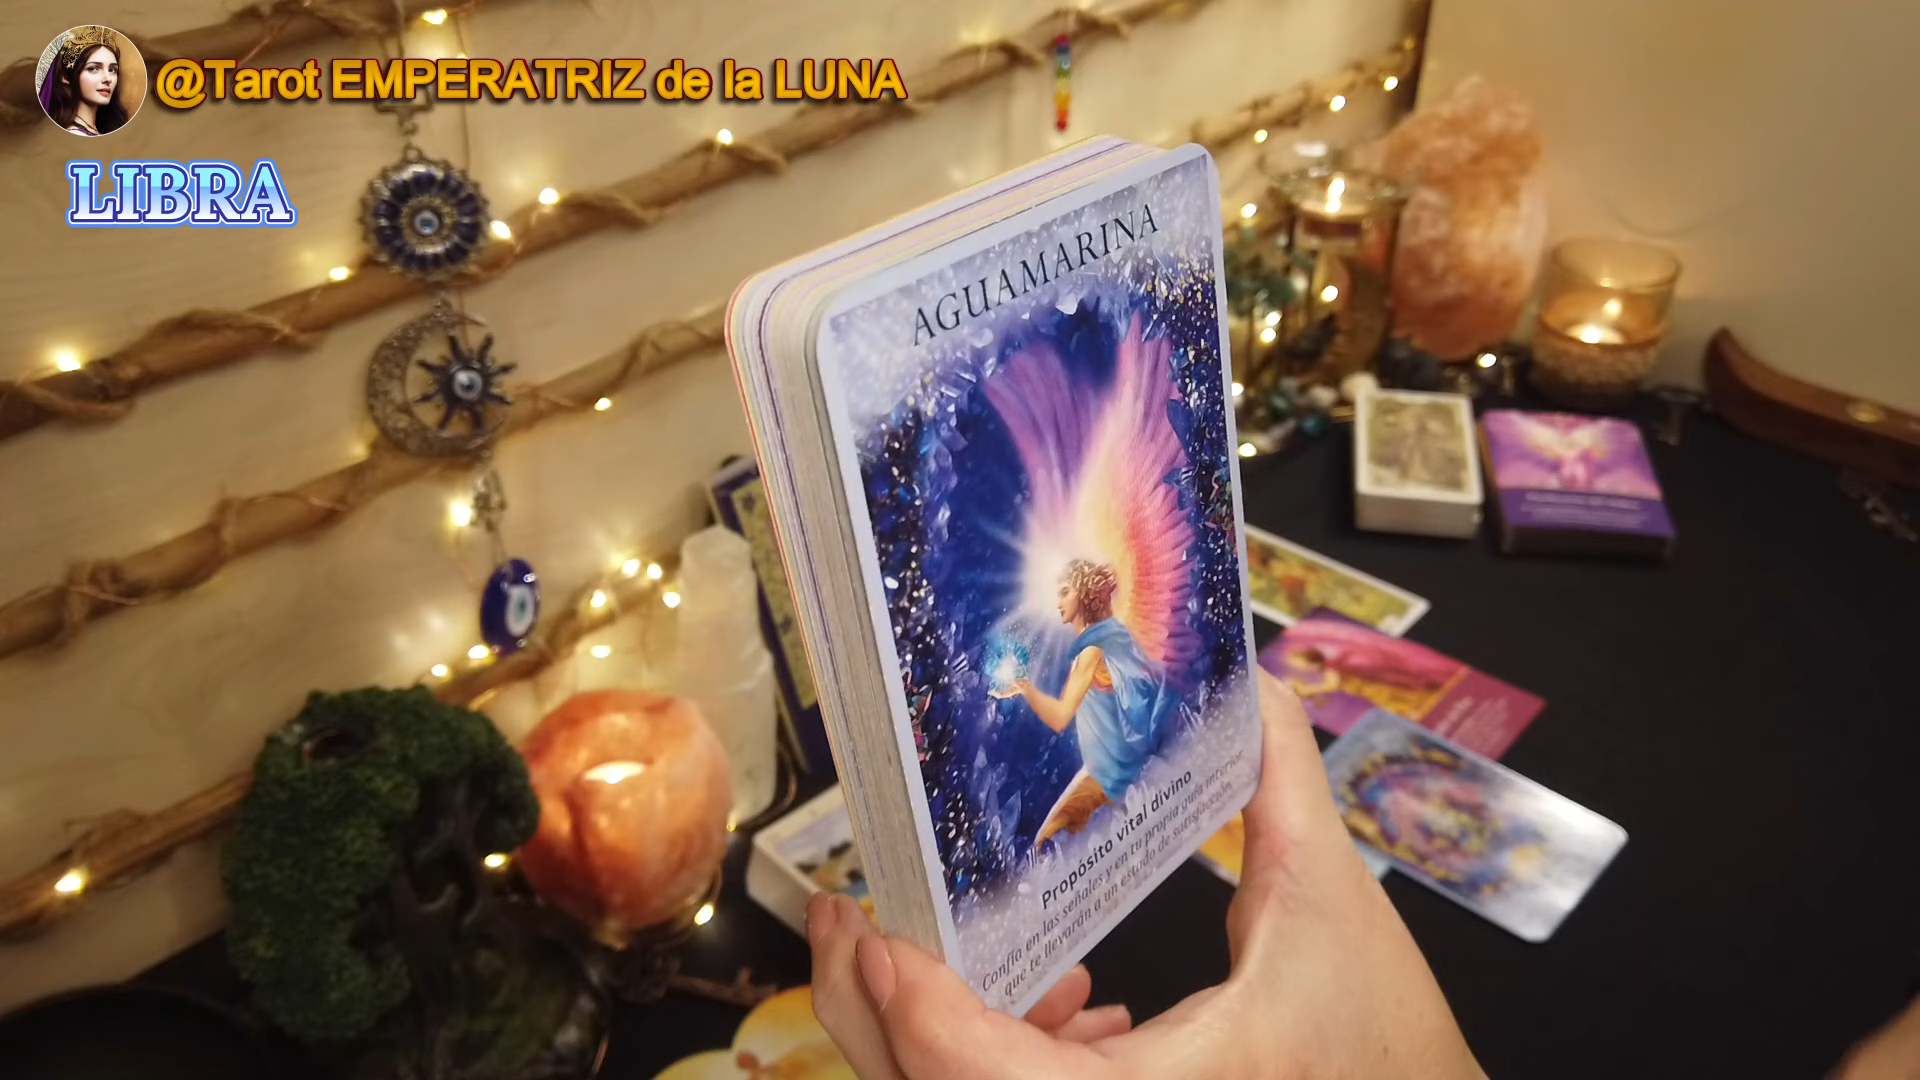 @Tarot EMPERATRIZ de la LUNA
LIBRA
AGUAMARINA
Propósito vital divino
Confía en las señales y en tu propia guía interior
que te llevarán a un estado de satisfacción.